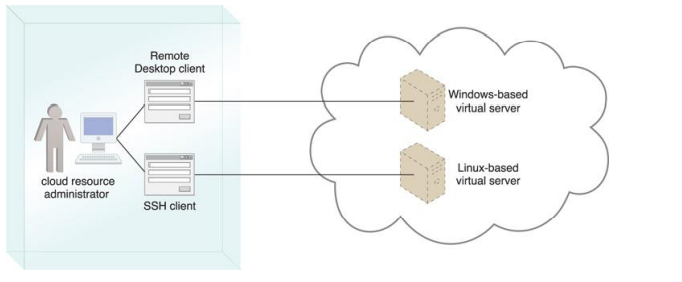 Remote
Desktop client
Windows-based
virtual server
cloud resource
administrator
SSH client
Linux-based
virtual server